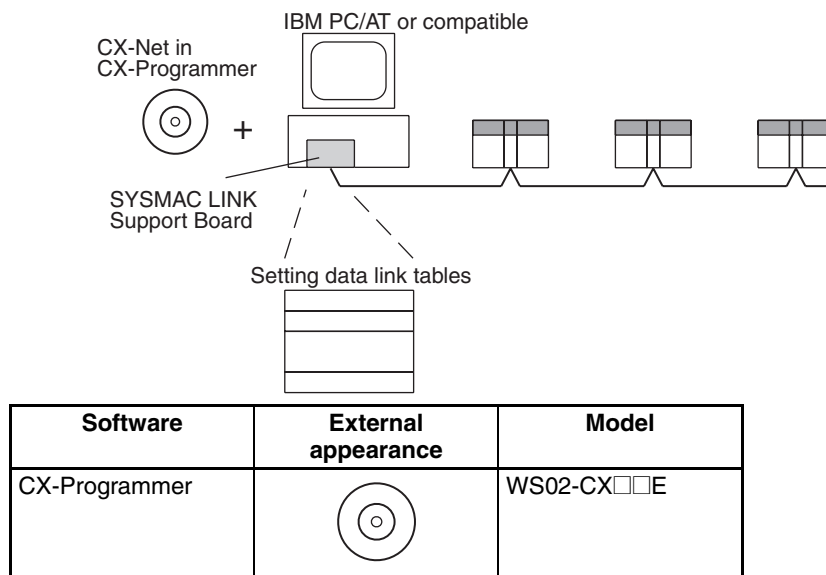 IBM PC/AT or compatible
CX-Net in
CX-Programmer
+
SYSMAC LINK
Support Board
Setting data link tables
Software External appearance Model
CX-Programmer WS02-CX□□E